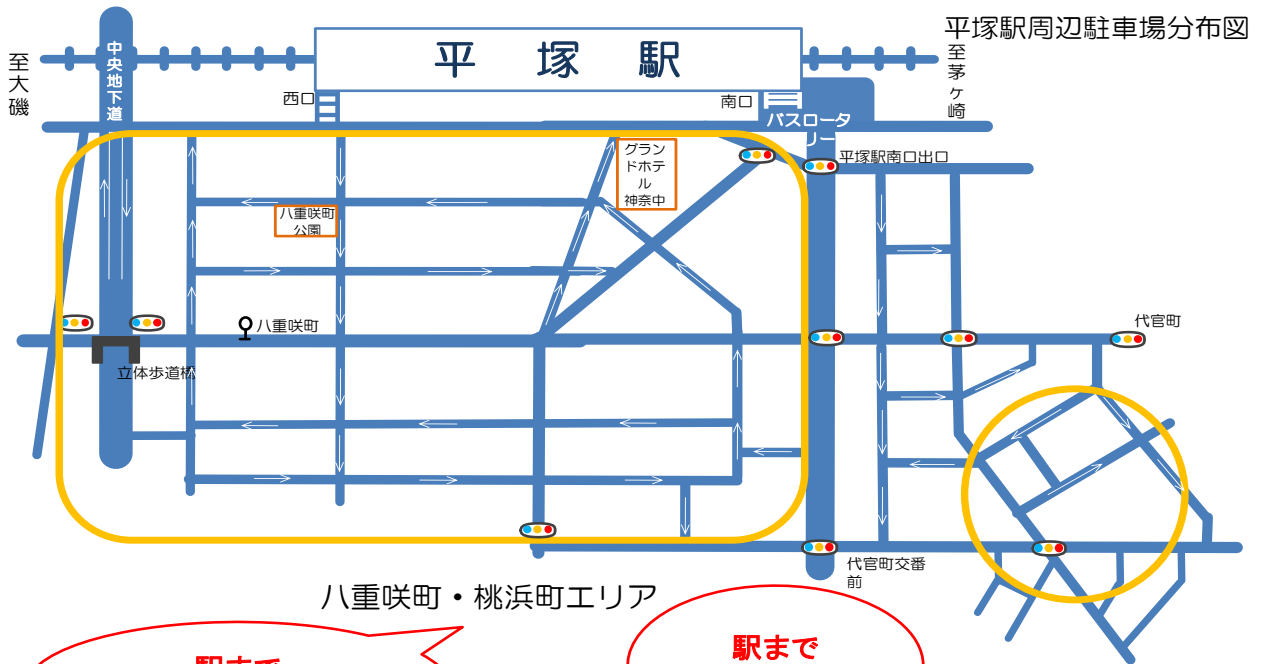 平塚駅周辺駐車場分布図
至大磯
中央地下道
平塚駅
至茅ヶ崎
西口
南口
バスロータ
リー
平塚駅南口出口
グラン
ドホテ
ル
神奈中
八重咲町
公園
八重咲町
代官町
立体歩道橋
代官町交番
前
八重咲町・桃浜町エリア
駅まで
駅まで